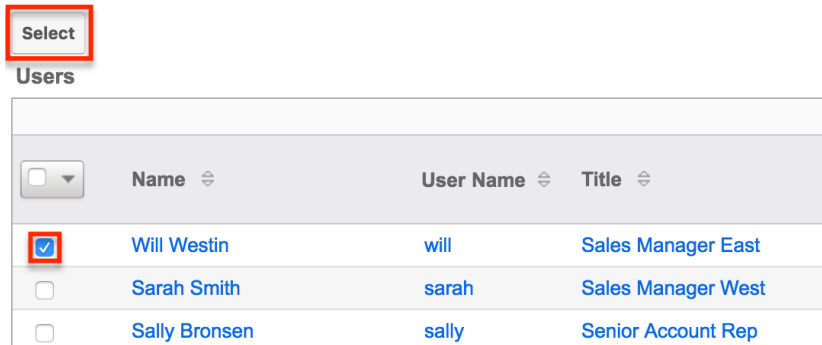 Select
Users
Name User Name Title
Will Westin will Sales Manager East
Sarah Smith sarah Sales Manager West
Sally Bronsen sally Senior Account Rep